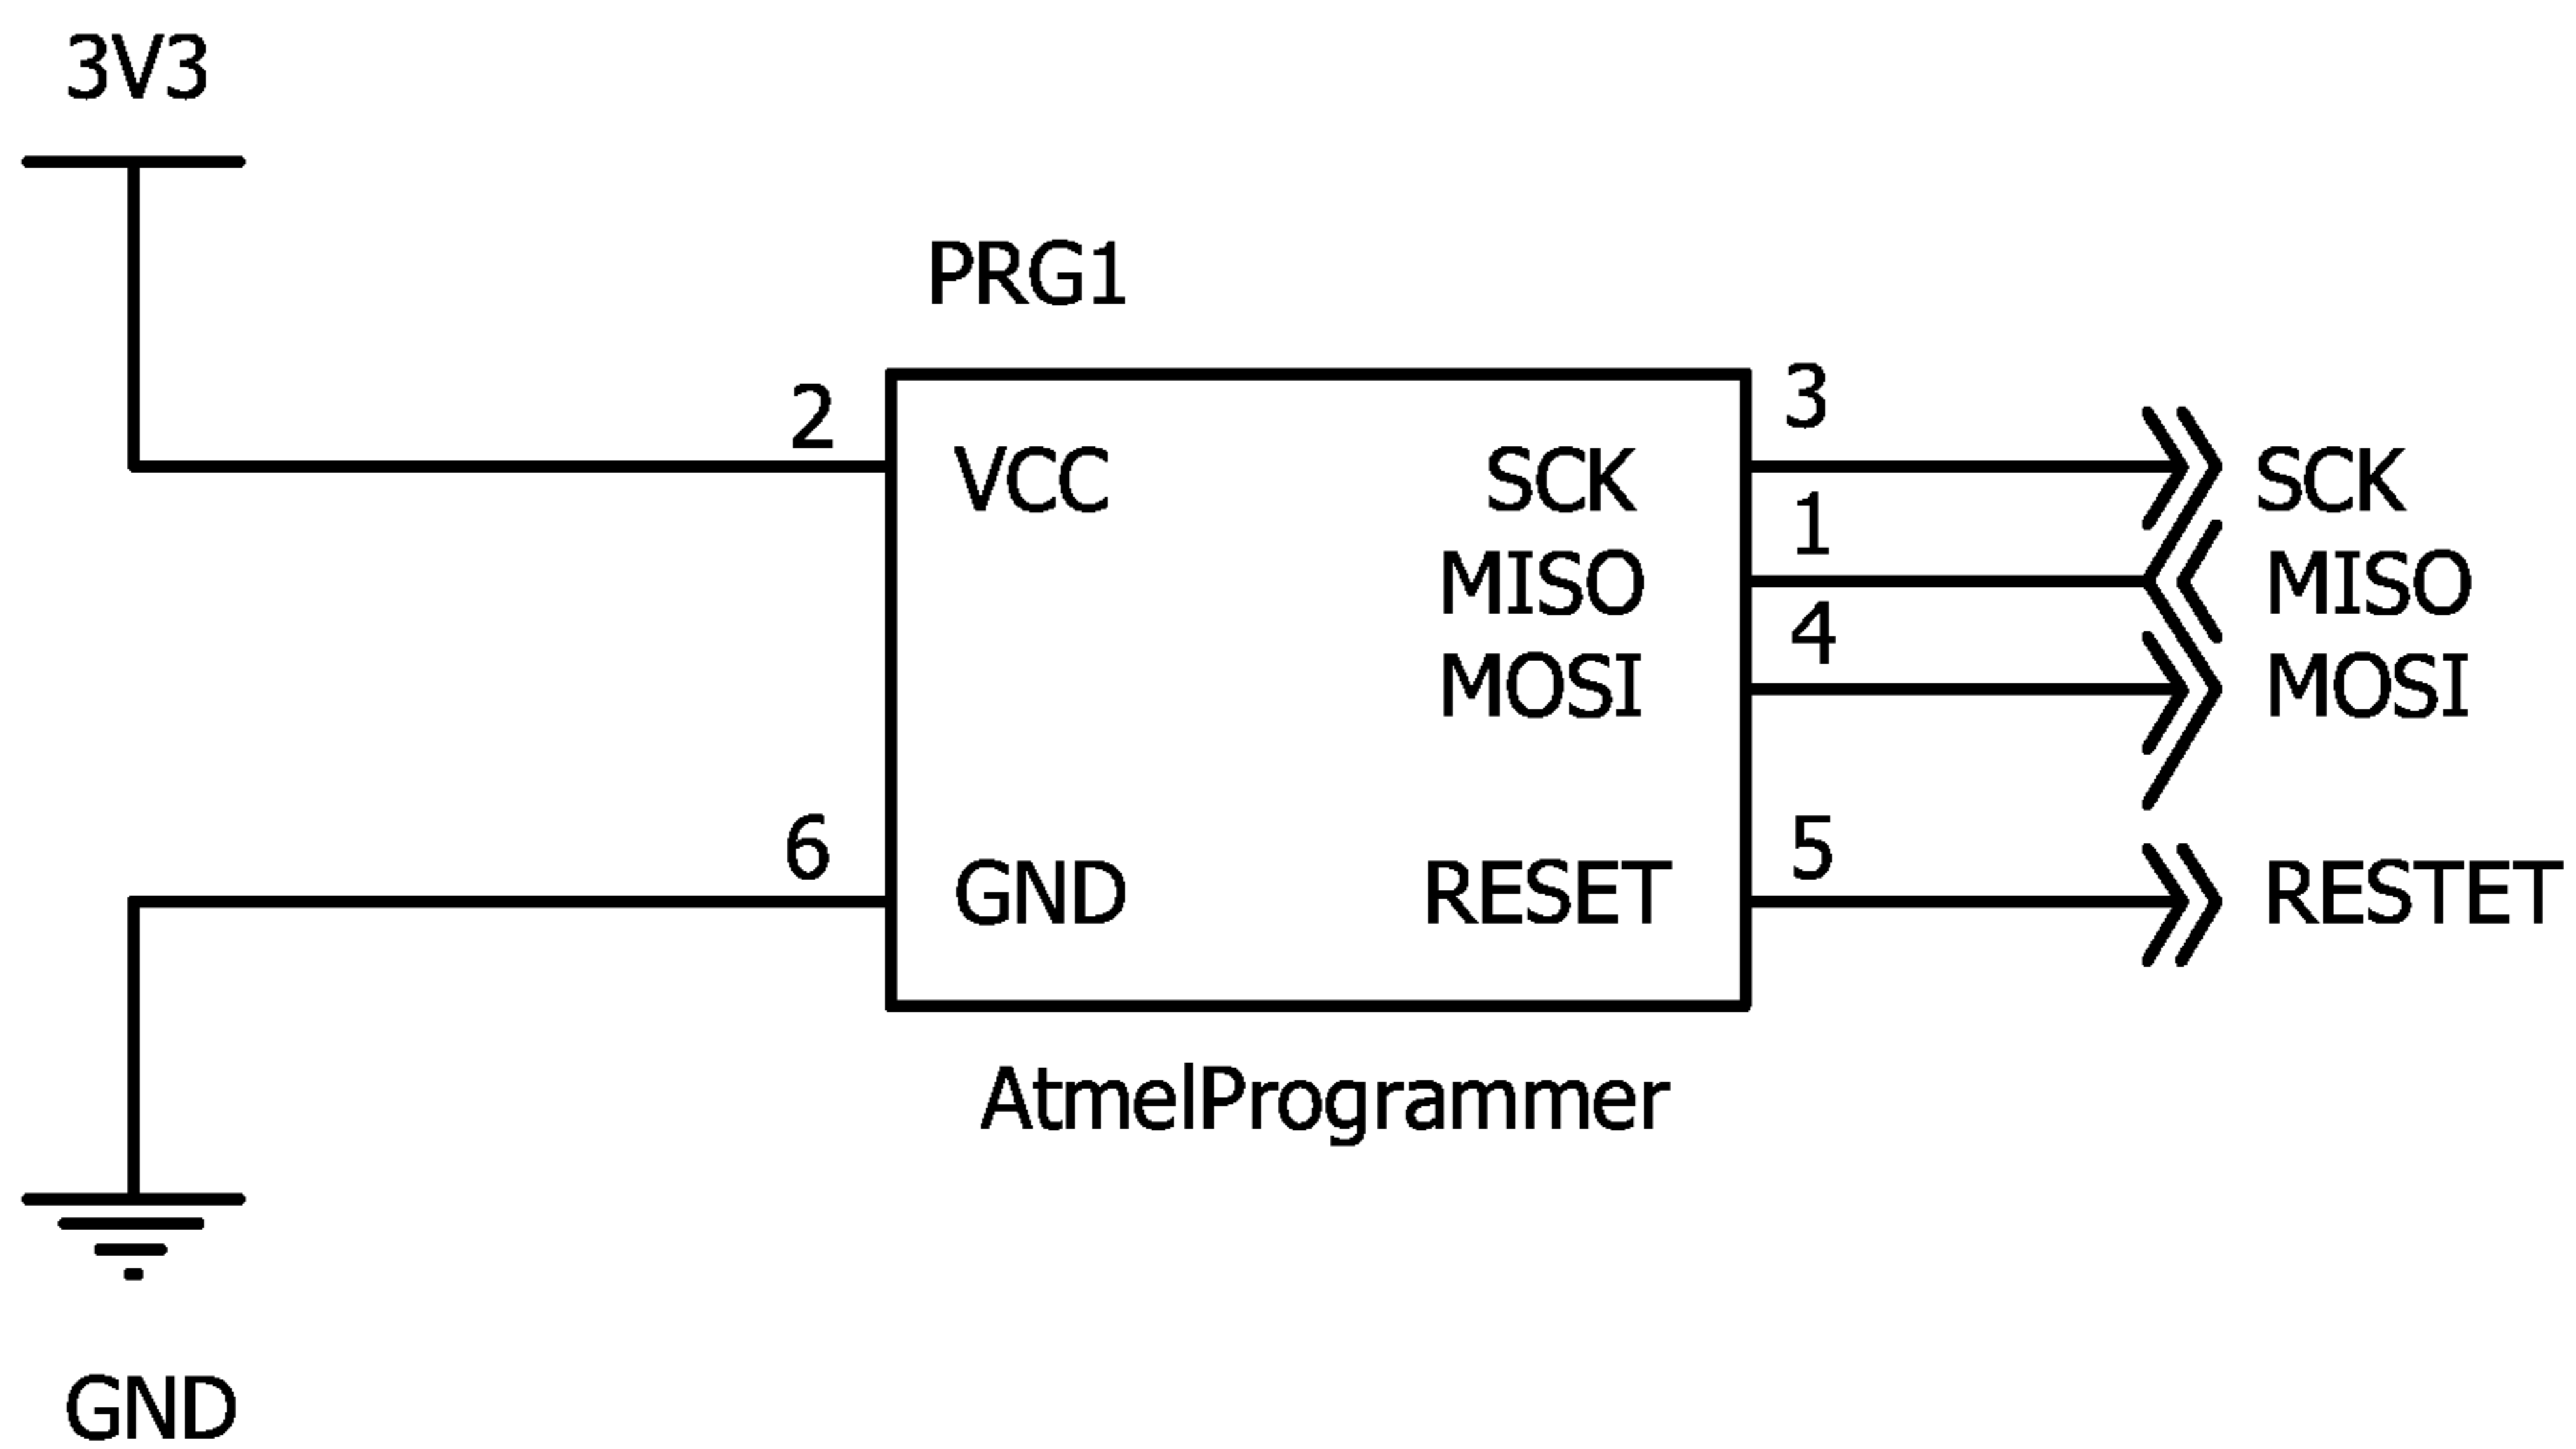 3V3
PRG1
2
3
VCC
SCK
SCK
1
MISO
MISO
4
MOSI
MOSI
6
5
GND
RESET
RESTET
AtmelProgrammer
GND